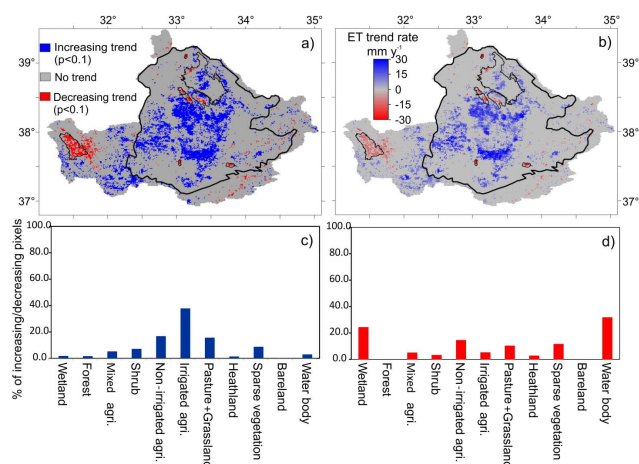 32° 33° 34° 35° 32° 33° 34° 35°
Increasing trend (p<0.1)
No trend
Decreasing trend (p<0.1)
a)
ET trend rate
mm y-1
30
15
0
-15
-30
b)
39°
38°
37°
39°
38°
37°
% of increasing/decreasing pixels
100.0
80.0
60.0
40.0
20.0
0.0
c)
Wetland
Forest
Mixed agri.
Shrub
Non-irrigated agri.
Irrigated agri.
Pasture+Grassland
Heathland
Sparse vegetation
Bareland
Water body
100.0
80.0
60.0
40.0
20.0
0.0
d)
Wetland
Forest
Mixed agri.
Shrub
Non-irrigated agri.
Irrigated agri.
Pasture+Grassland
Heathland
Sparse vegetation
Bareland
Water body